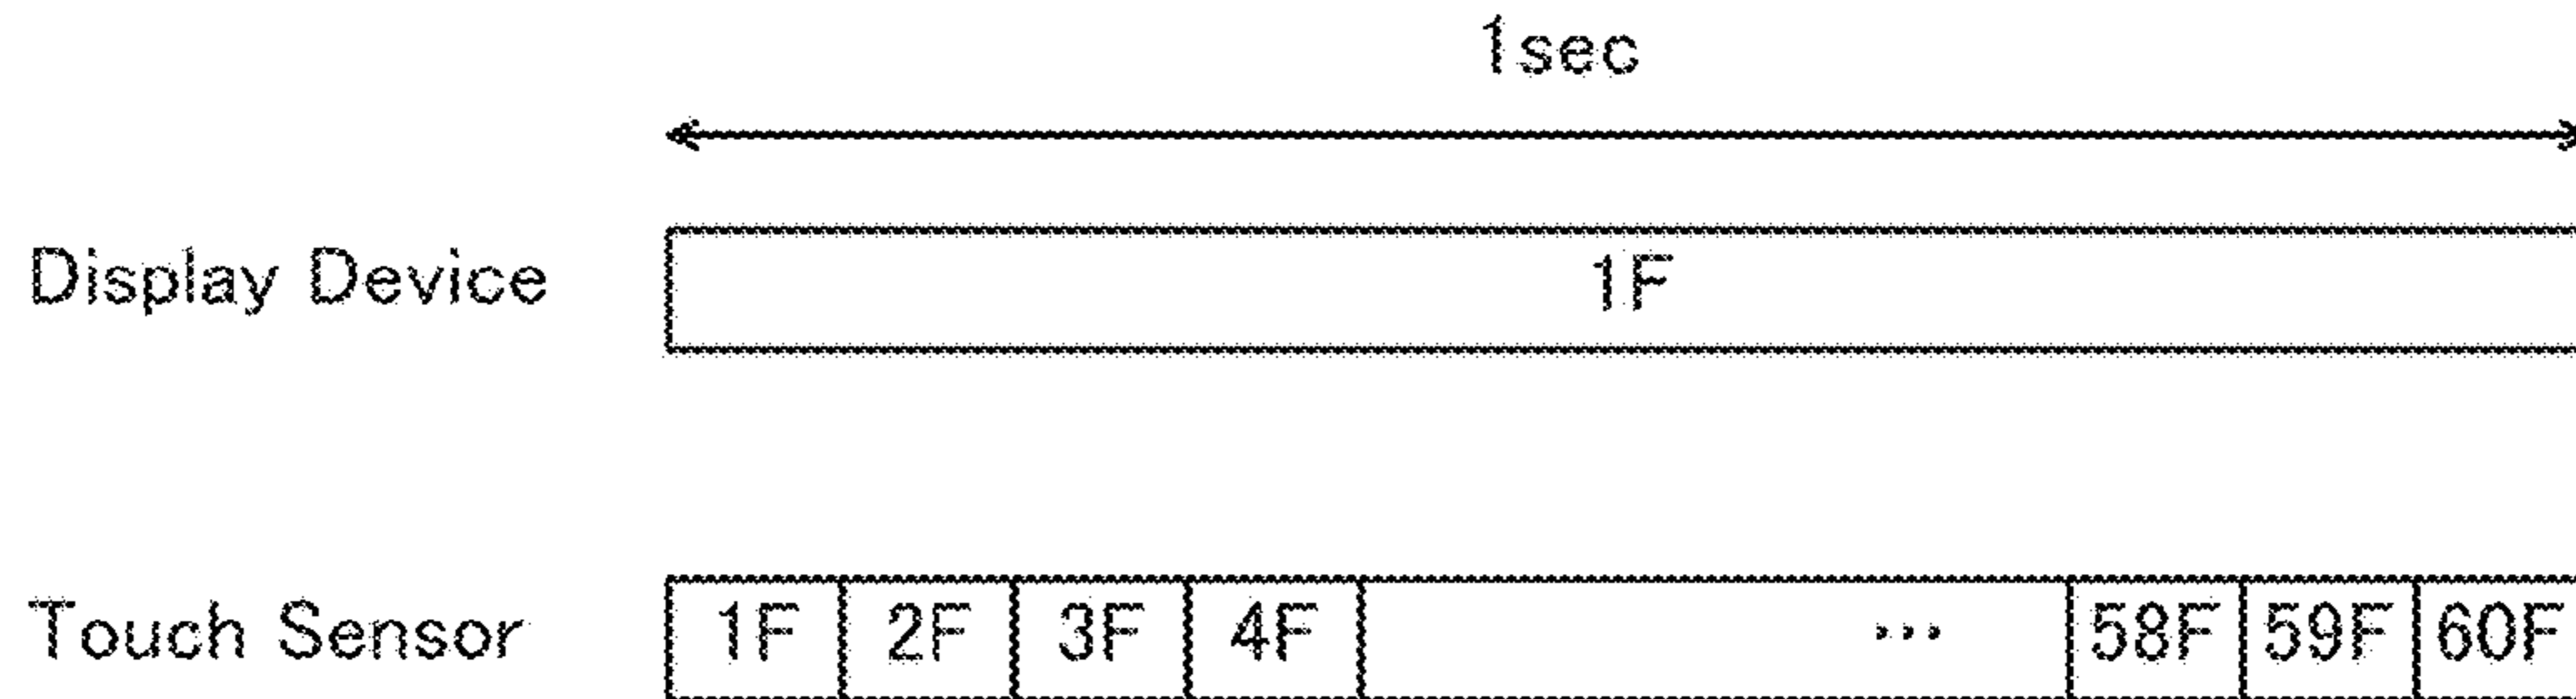 1sec
Display Device 1F
Touch Sensor 1F 2F 3F 4F ... 58F 59F 60F